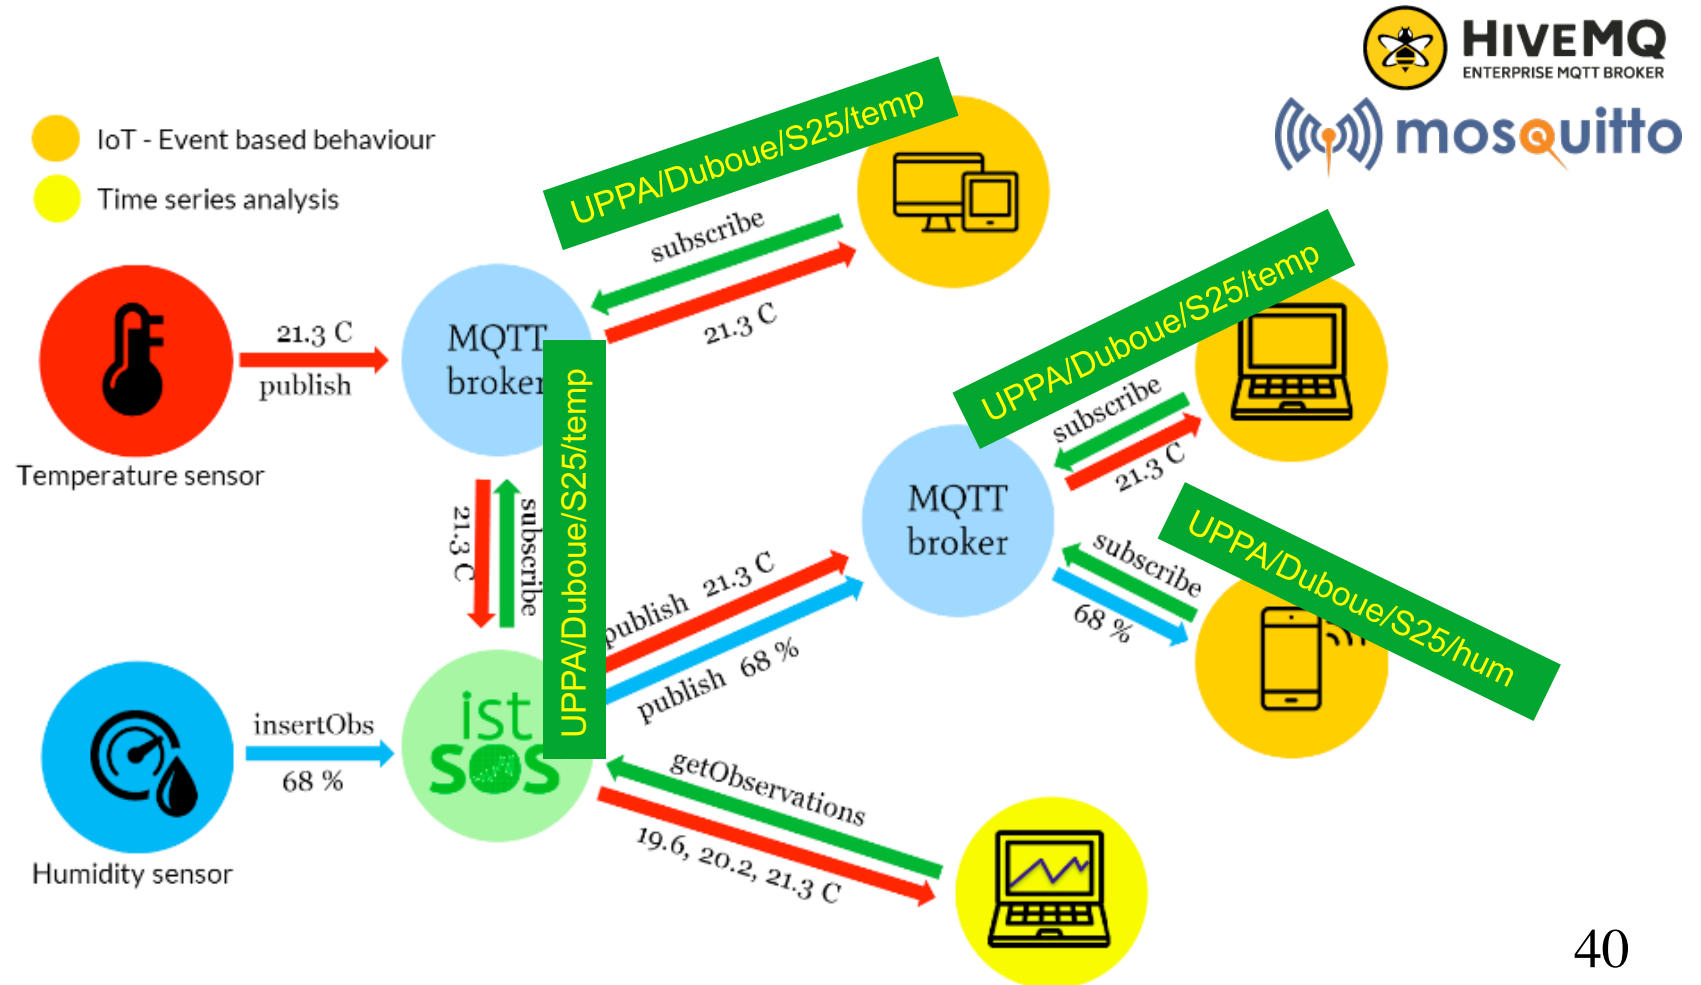 HIVEMQ
ENTERPRISE MQTT BROKER
mosquitto
IoT - Event based behaviour
Time series analysis
UPPA/Duboue/S25/temp
subscribe
21.3 C
21.3 C
publish
Temperature sensor
MQTT
broker
UPPA/Duboue/S25/temp
21.3 C
subscribe
UPPA/Duboue/S25/temp
subscribe
21.3 C
MQTT
broker
UPPA/Duboue/S25/hum
subscribe
68 %
publish 21.3 C
publish 68 %
insertObs
68 %
Humidity sensor
ist
SOS
getObservations
19.6, 20.2, 21.3 C
40